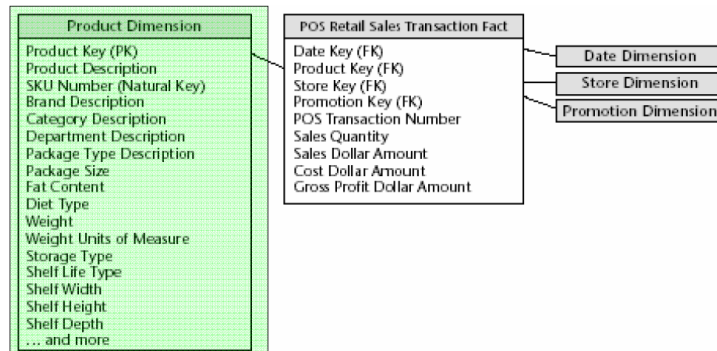 Product Dimension
Product Key (PK)
Product Description
SKU Number (Natural Key)
Brand Description
Category Description
Department Description
Package Type Description
Package Size
Fat Content
Diet Type
Weight
Weight Units of Measure
Storage Type
Shelf Life Type
Shelf Width
Shelf Height
Shelf Depth
... and more
POS Retail Sales Transaction Fact
Date Key (FK)
Product Key (FK)
Store Key (FK)
Promotion Key (FK)
POS Transaction Number
Sales Quantity
Sales Dollar Amount
Cost Dollar Amount
Gross Profit Dollar Amount
Date Dimension
Store Dimension
Promotion Dimension